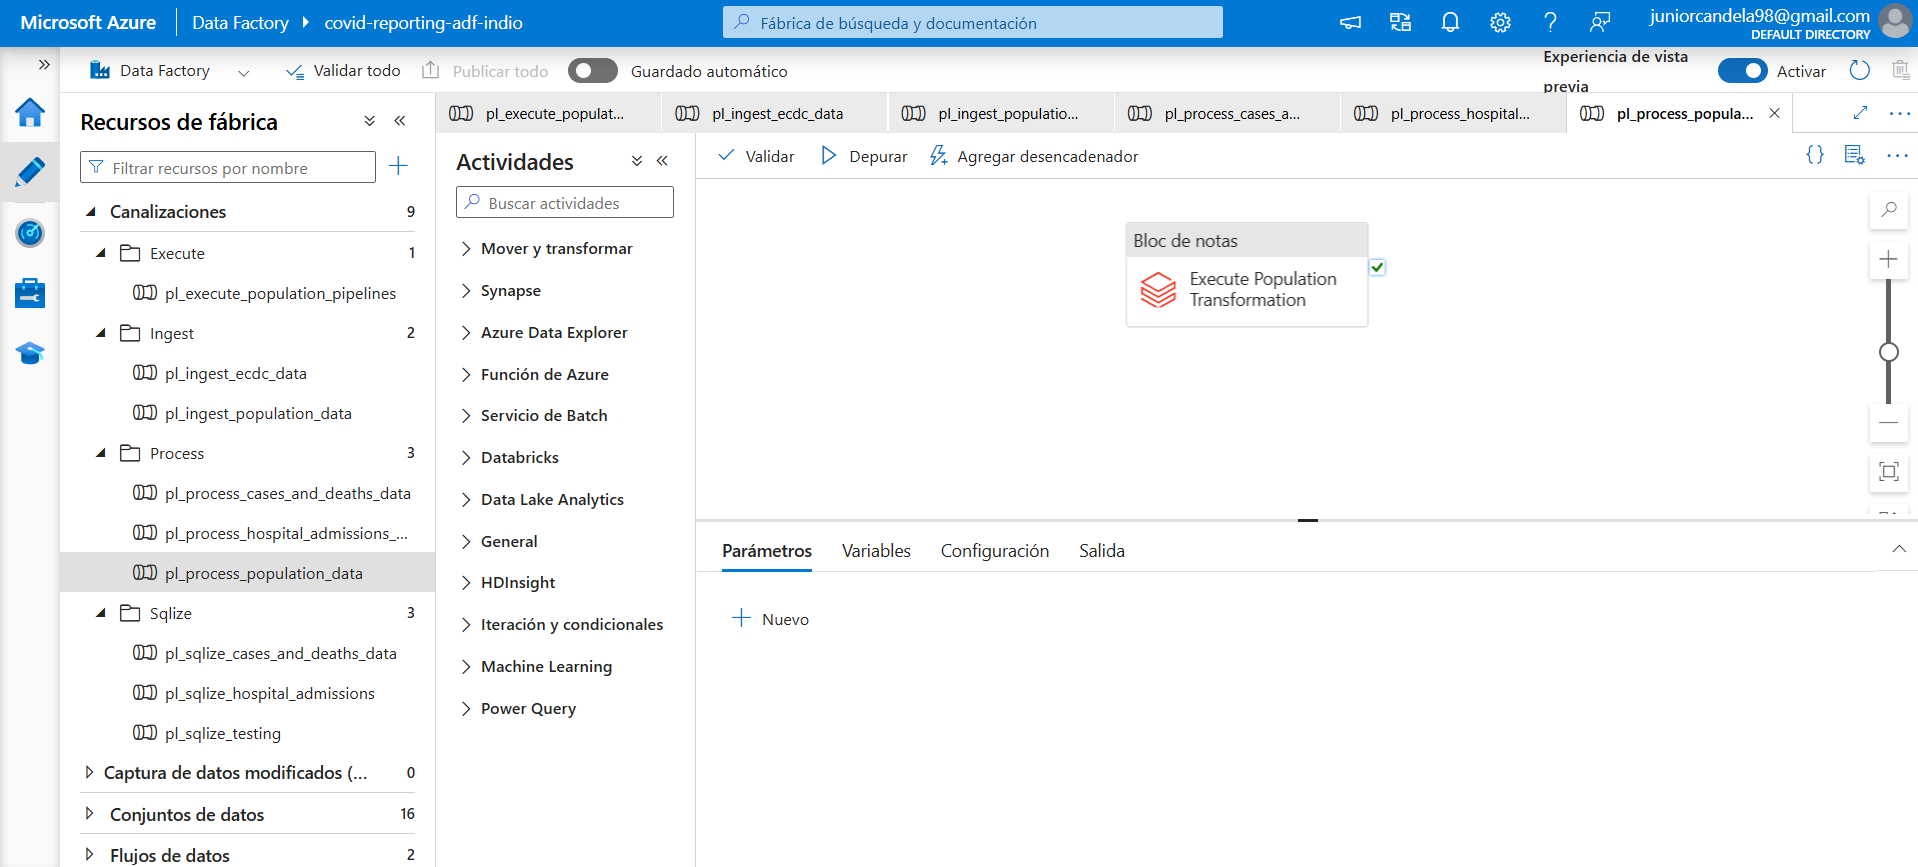 Microsoft Azure
Data Factory
covid-reporting-adf-indio
Fábrica de búsqueda y documentación
juniorcandela98@gmail.com
DEFAULT DIRECTORY
Data Factory
Validar todo
Publicar todo
Guardado automático
Experiencia de vista
previa
Activar
Recursos de fábrica
Filtrar recursos por nombre
Canalizaciones 9
Execute 1
pl_execute_population_pipelines
Ingest 2
pl_ingest_ecdc_data
pl_ingest_population_data
Process 3
pl_process_cases_and_deaths_data
pl_process_hospital_admissions_...
pl_process_population_data
Sqlize 3
pl_sqlize_cases_and_deaths_data
pl_sqlize_hospital_admissions
pl_sqlize_testing
Captura de datos modificados (... 0
Conjuntos de datos 16
Flujos de datos 2
pl_execute_populat...
pl_ingest_ecdc_data
pl_ingest_populatio...
pl_process_cases_a...
pl_process_hospital...
pl_process_popula...
Actividades
Buscar actividades
Mover y transformar
Synapse
Azure Data Explorer
Función de Azure
Servicio de Batch
Databricks
Data Lake Analytics
General
HDInsight
Iteración y condicionales
Machine Learning
Power Query
Validar
Depurar
Agregar desencadenador
Bloc de notas
Execute Population
Transformation
Parámetros
Variables
Configuración
Salida
Nuevo